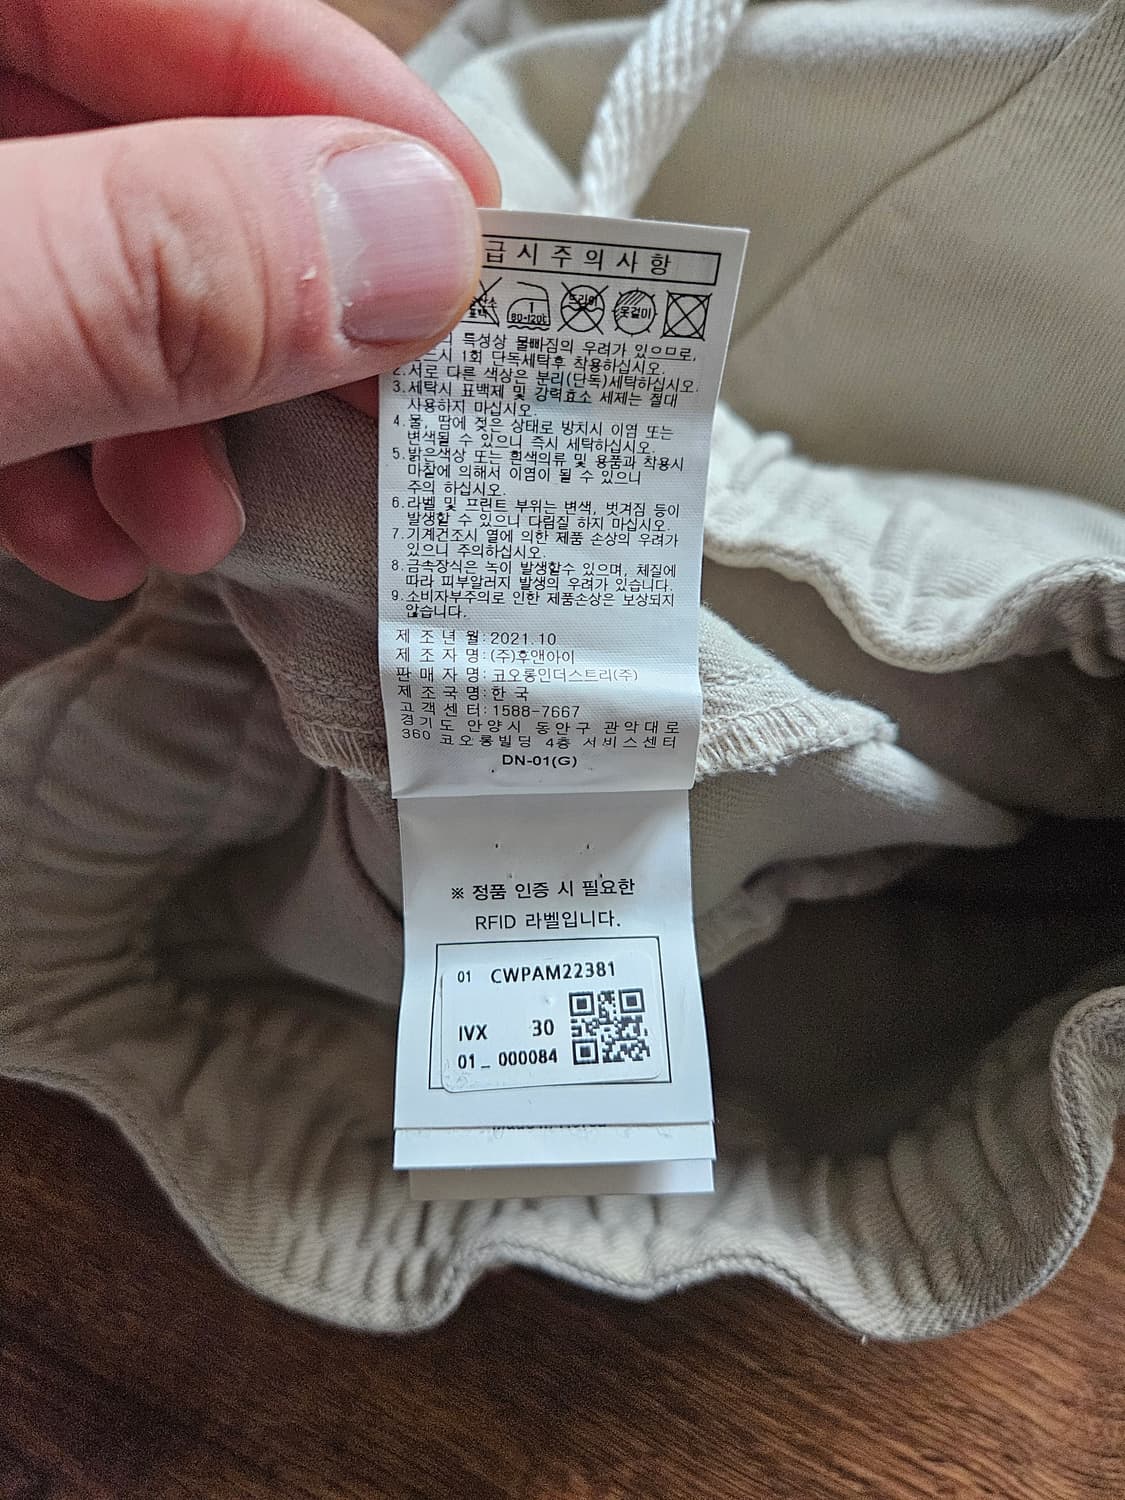 급시주의사항
1 80-120℃
드라이
옷걸이
특성상 물빠짐의 우려가 있으므로,
드시 1회 단독세탁후 착용하십시오.
2.서로 다른 색상은 분리(단독)세탁하십시오.
3.세탁시 표백제 및 강력효소 세제는 절대
사용하지 마십시오.
4.물, 땀에 젖은 상태로 방치시 이염 또는
변색될 수 있으니 즉시 세탁하십시오.
5.밝은색상 또는 흰색의류 및 용품과 착용시
마찰에 의해서 이염이 될 수 있으니
주의 하십시오.
6.라벨 및 프린트 부위는 변색, 벗겨짐 등이
발생할 수 있으니 다림질 하지 마십시오.
7.기계건조시 열에 의한 제품 손상의 우려가
있으니 주의하십시오.
8.금속장식은 녹이 발생할수 있으며, 체질에
따라 피부알러지 발생의 우려가 있습니다.
9.소비자부주의로 인한 제품손상은 보상되지
않습니다.
제조년월:2021.10
제조자명:(주)후앤아이
판매자명:코오롱인더스트리(주)
제조국명:한국
고객센터:1588-7667
경기도 안양시 동안구 관악대로
360 코오롱빌딩 4층 서비스센터
DN-01(G)
※ 정품 인증 시 필요한
RFID 라벨입니다.
01 CWPAM22381
IVX 30
01_000084